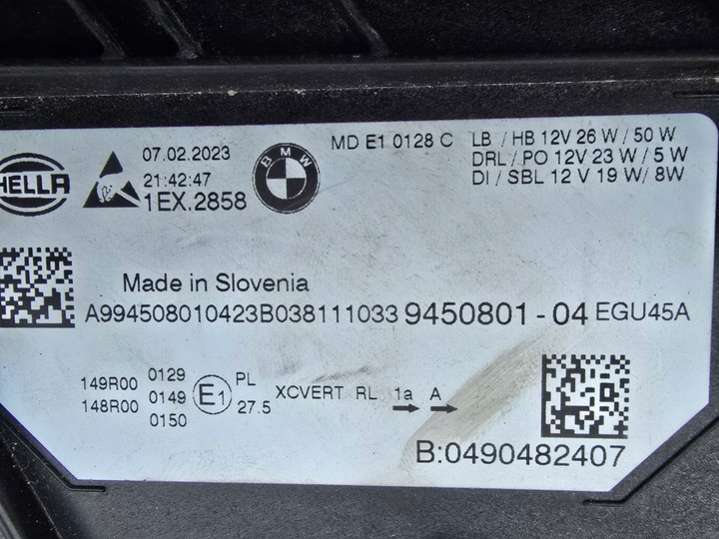 HELLA
07.02.2023
21:42:47
1EX.2858
BMW
MD E1 0128 C
LB / HB 12V 26 W / 50 W
DRL / PO 12V 23 W / 5 W
DI / SBL 12 V 19 W/ 8W
Made in Slovenia
A994508010423B038111033 9450801 - 04 EGU45A
149R00 0129
148R00 0149
0150
E1
PL
27.5
XCVERT RL 1a A
B:0490482407